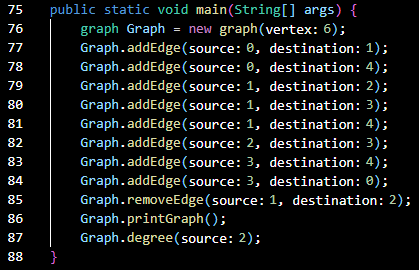 75 public static void main(String[] args) {
76 graph Graph = new graph(vertex: 6);
77 Graph.addEdge(source: 0, destination: 1);
78 Graph.addEdge(source: 0, destination: 4);
79 Graph.addEdge(source: 1, destination: 2);
80 Graph.addEdge(source: 1, destination: 3);
81 Graph.addEdge(source: 1, destination: 4);
82 Graph.addEdge(source: 2, destination: 3);
83 Graph.addEdge(source: 3, destination: 4);
84 Graph.addEdge(source: 3, destination: 0);
85 Graph.removeEdge(source: 1, destination: 2);
86 Graph.printGraph();
87 Graph.degree(source: 2);
88 }